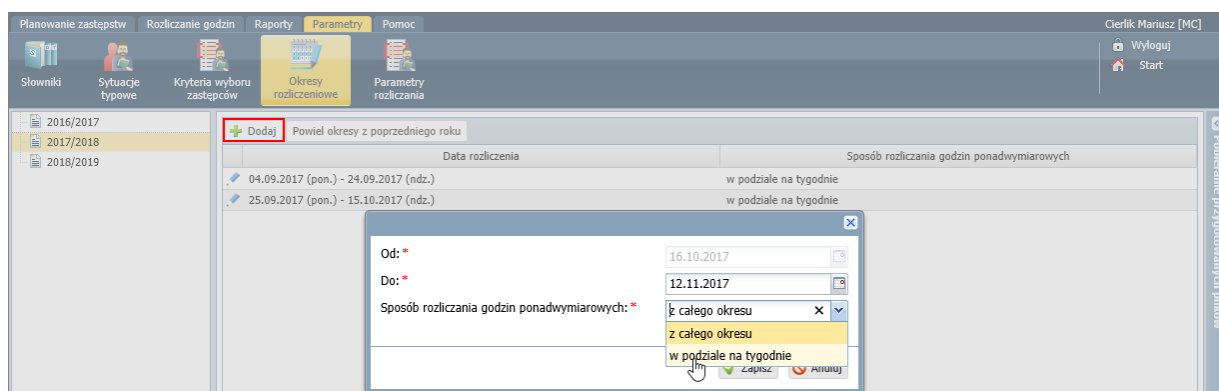 Planowanie zastępstw Rozliczanie godzin Raporty Parametry Pomoc Cierlik Mariusz [MC]
Wyloguj
Start
Słowniki Sytuacje typowe Kryteria wyboru zastępców Okresy rozliczeniowe Parametry rozliczania
2016/2017
2017/2018
2018/2019
Dodaj Powiel okresy z poprzedniego roku
Data rozliczenia Sposób rozliczania godzin ponadwymiarowych
04.09.2017 (pon.) - 24.09.2017 (ndz.) w podziale na tygodnie
25.09.2017 (pon.) - 15.10.2017 (ndz.) w podziale na tygodnie
Od: * 16.10.2017
Do: * 12.11.2017
Sposób rozliczania godzin ponadwymiarowych: * z całego okresu
z całego okresu
w podziale na tygodnie
Zapisz Anuluj
Pobieranie przygotowanych plików